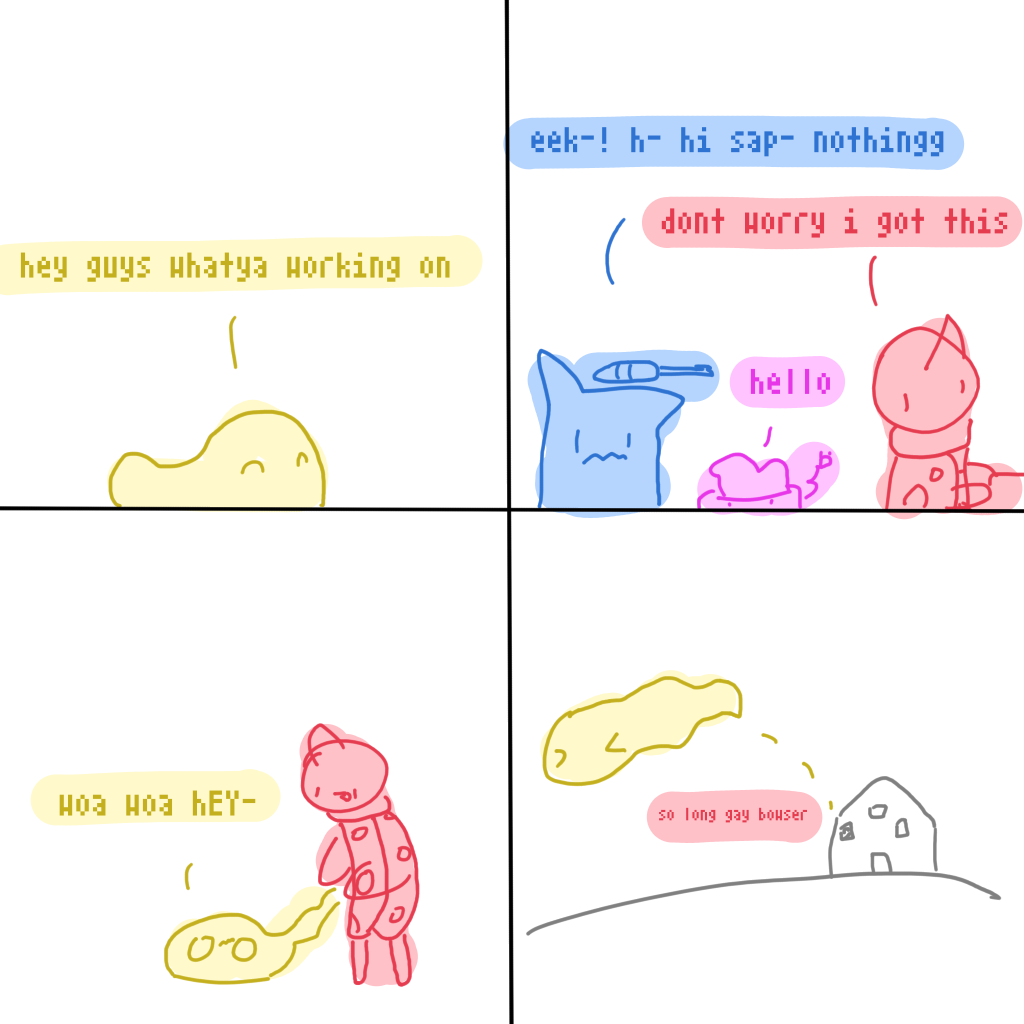 hey guys whatya working on
eek-! h- hi sap- nothingg
dont worry i got this
hello
woa woa hEY-
so long gay bowser